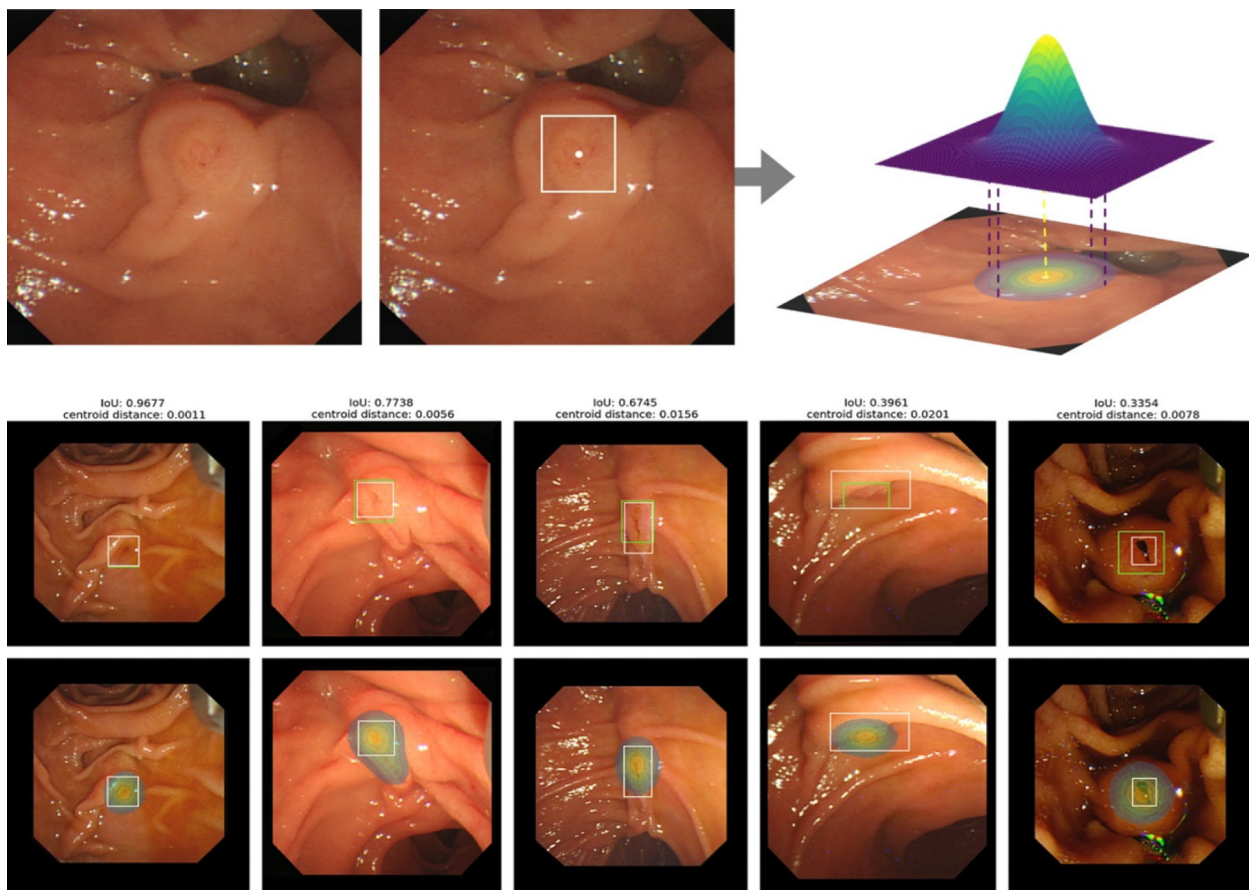 IoU: 0.9677
centroid distance: 0.0011
IoU: 0.7738
centroid distance: 0.0056
IoU: 0.6745
centroid distance: 0.0156
IoU: 0.3961
centroid distance: 0.0201
IoU: 0.3354
centroid distance: 0.0078